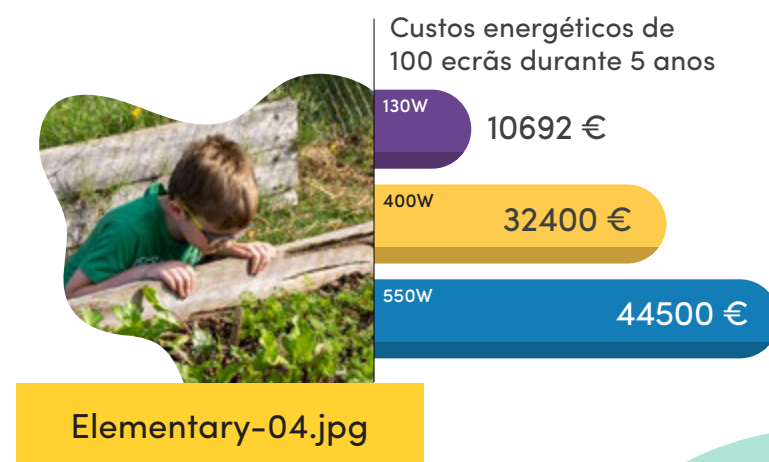 Custos energéticos de
100 ecrãs durante 5 anos
130W
10692 €
400W
32400 €
550W
44500 €
Elementary-04.jpg